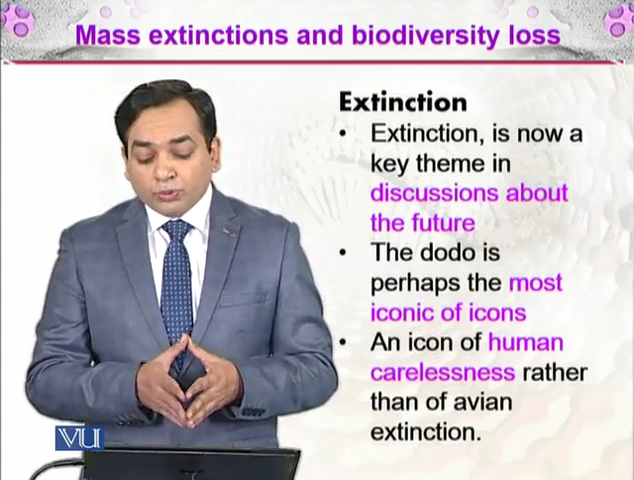 Mass extinctions and biodiversity loss
Extinction
• Extinction, is now a
key theme in
discussions about
the future
• The dodo is
perhaps the most
iconic of icons
• An icon of human
carelessness rather
than of avian
extinction.
VU